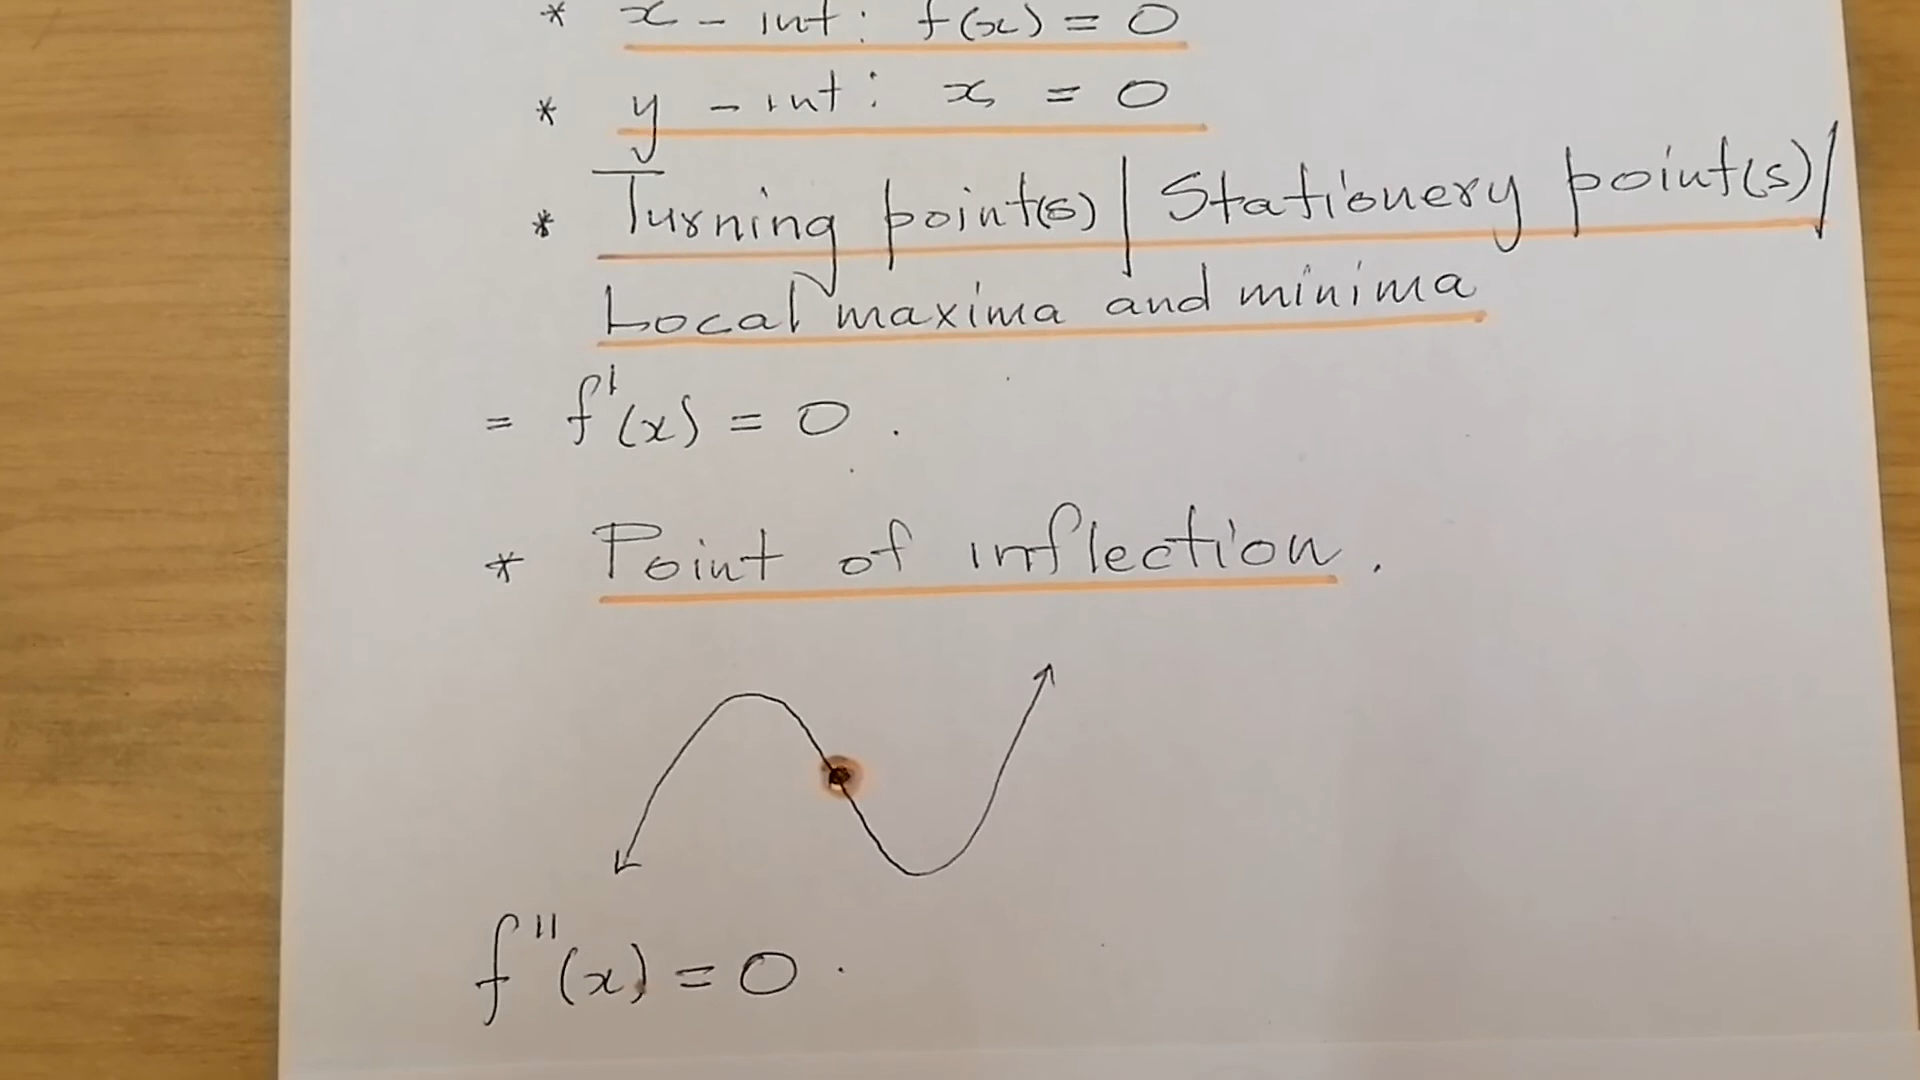 * x - int: f(x) = 0
* y - int: x = 0
* Turning point(s) | Stationery point(s) /
Local maxima and minima
= f'(x) = 0.
* Point of inflection.
f''(x) = 0.